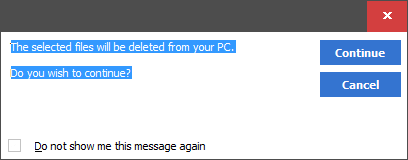 The selected files will be deleted from your PC.
Do you wish to continue?
Continue
Cancel
Do not show me this message again